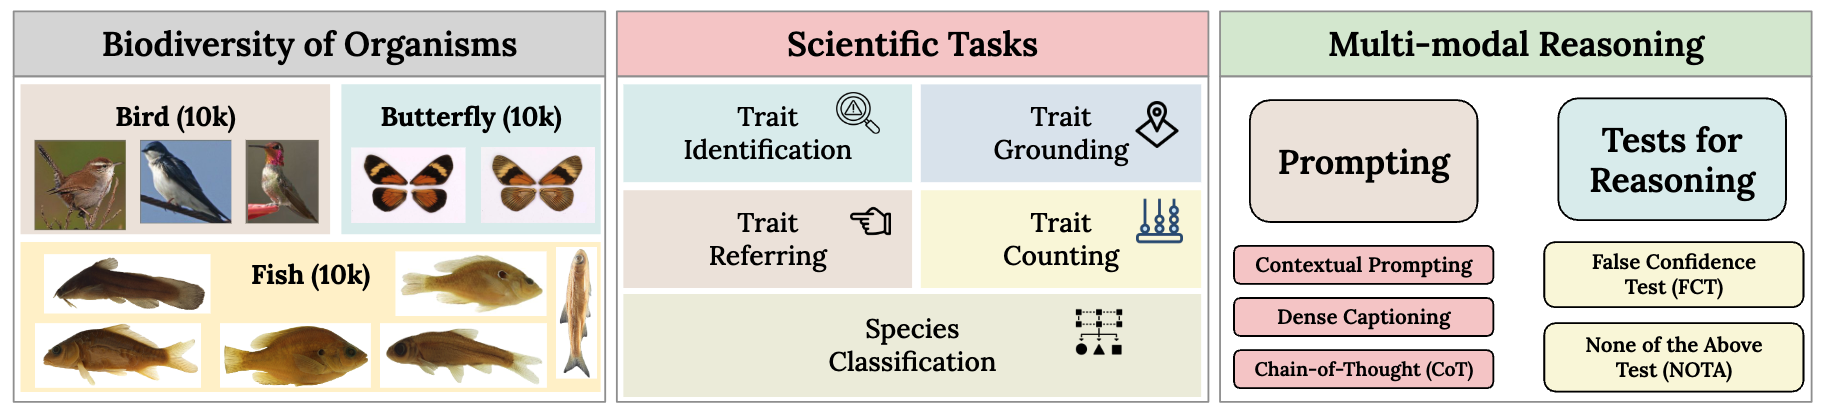 Biodiversity of Organisms
Bird (10k)
Butterfly (10k)
Fish (10k)
Scientific Tasks
Trait
Identification
Trait
Grounding
Trait
Referring
Trait
Counting
Species
Classification
Multi-modal Reasoning
Prompting
Contextual Prompting
Dense Captioning
Chain-of-Thought (CoT)
Tests for
Reasoning
False Confidence
Test (FCT)
None of the Above
Test (NOTA)